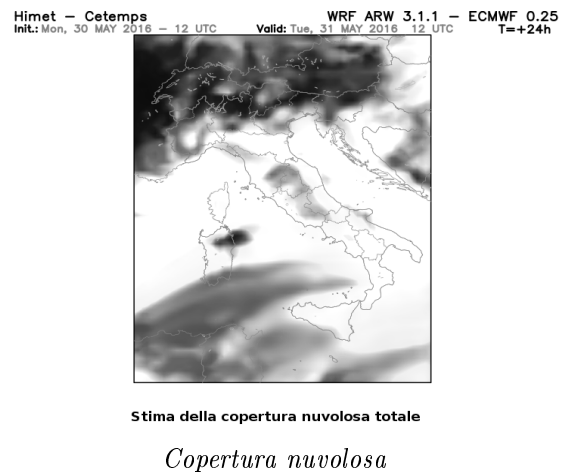 Himet – Cetemps WRF ARW 3.1.1 – ECMWF 0.25
Init.: Mon, 30 MAY 2016 – 12 UTC Valid: Tue, 31 MAY 2016 12 UTC T=+24h
Stima della copertura nuvolosa totale
Copertura nuvolosa